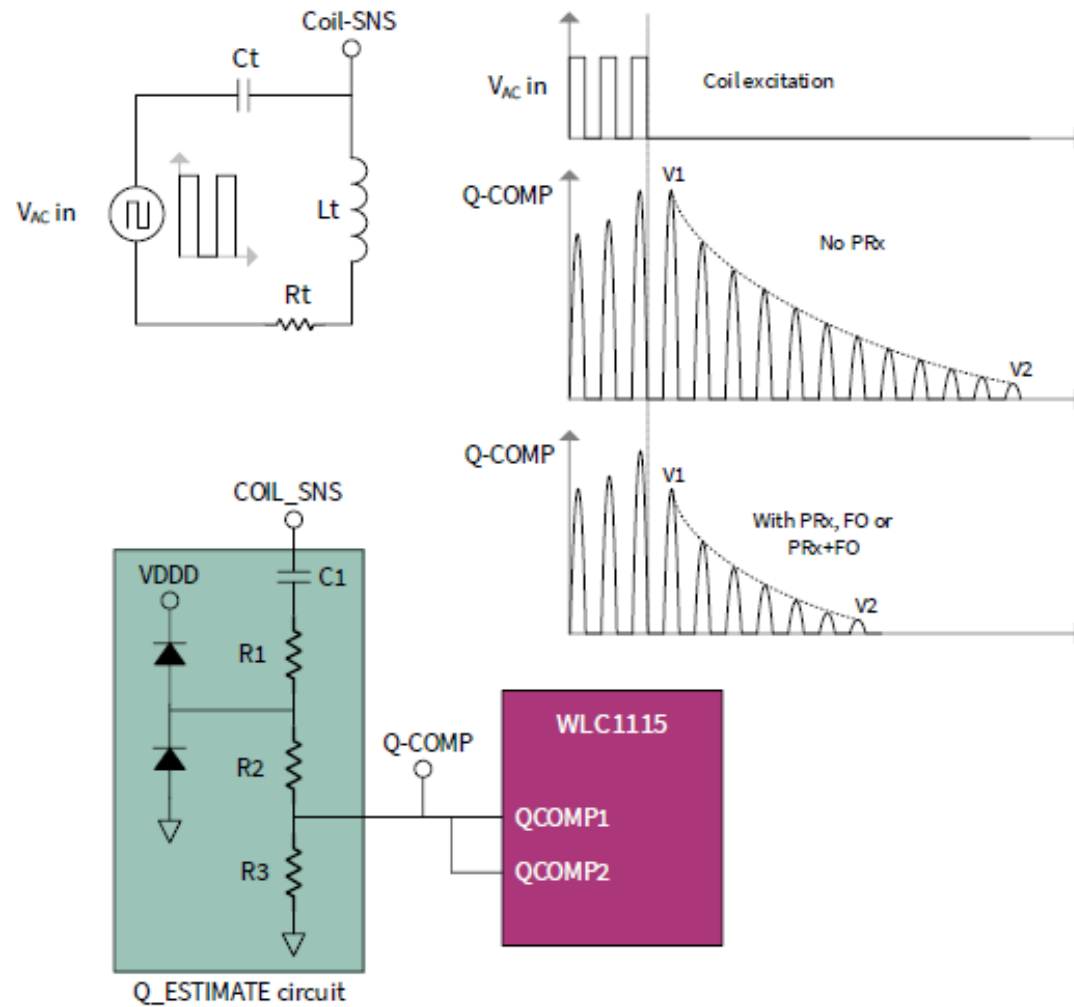 Coil-SNS
Ct
VAC in
Lt
Rt
VAC in
Coil excitation
Q-COMP
V1
No PRx
V2
Q-COMP
V1
With PRx, FO or
PRx+FO
V2
COIL_SNS
VDDD
C1
R1
R2
R3
Q-COMP
WLC1115
QCOMP1
QCOMP2
Q_ESTIMATE circuit